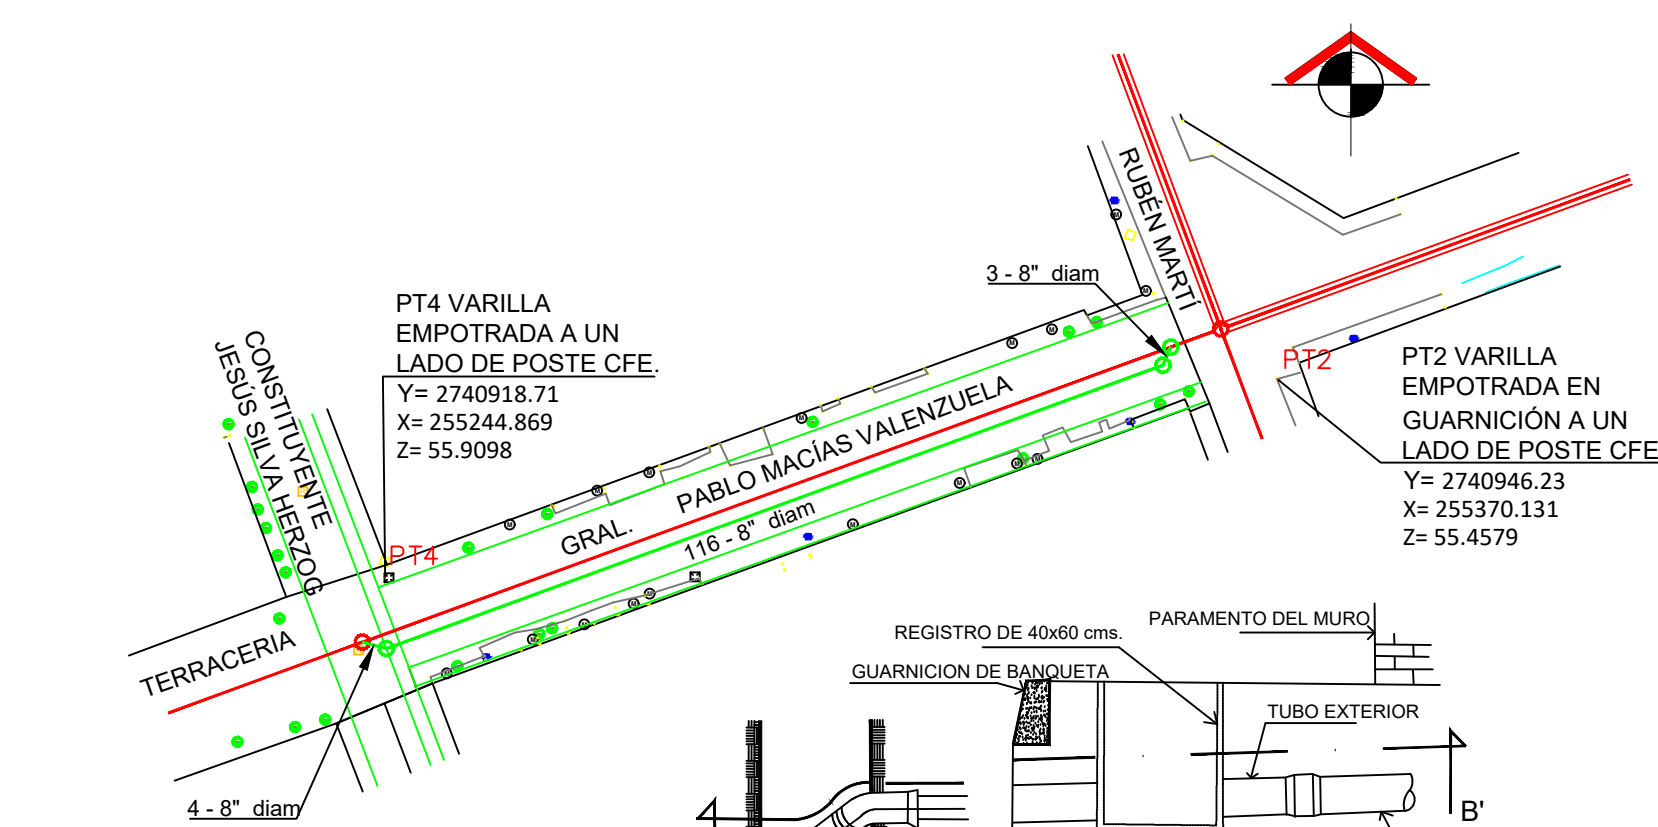 RUBÉN MARTÍ
3 - 8" diam
PT4 VARILLA
EMPOTRADA A UN
LADO DE POSTE CFE.
Y= 2740918.71
X= 255244.869
Z= 55.9098
PT2
PT2 VARILLA
EMPOTRADA EN
GUARNICIÓN A UN
LADO DE POSTE CFE
Y= 2740946.23
X= 255370.131
Z= 55.4579
CONSTITUYENTE
JESÚS SILVA HERZOG
GRAL. PABLO MACÍAS VALENZUELA
116 - 8" diam
PT4
TERRACERIA
4 - 8" diam
REGISTRO DE 40x60 cms.
PARAMENTO DEL MURO
GUARNICION DE BANQUETA
TUBO EXTERIOR
B'